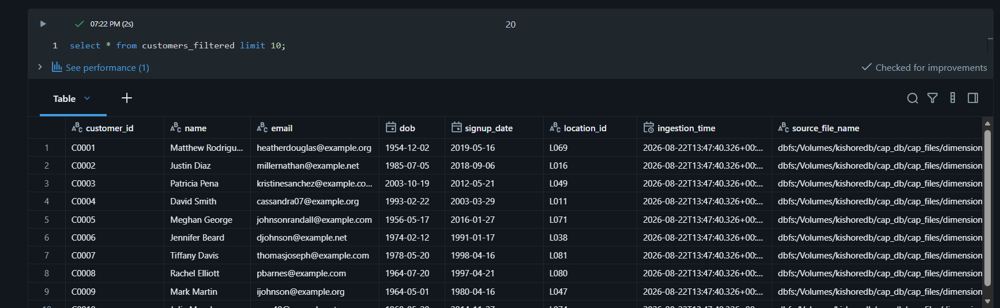 07:22 PM (2s)
20
1 select * from customers_filtered limit 10;
See performance (1)
Checked for improvements
Table
customer_id name email dob signup_date location_id ingestion_time source_file_name
1 C0001 Matthew Rodrigu... heatherdouglas@example.org 1954-12-02 2019-05-16 L069 2026-08-22T13:47:40.326+00:... dbfs:/Volumes/kishoredb/cap_db/cap_files/dimension
2 C0002 Justin Diaz millernathan@example.net 1985-07-05 2018-09-06 L016 2026-08-22T13:47:40.326+00:... dbfs:/Volumes/kishoredb/cap_db/cap_files/dimension
3 C0003 Patricia Pena kristinesanchez@example.co... 2003-10-19 2012-05-21 L049 2026-08-22T13:47:40.326+00:... dbfs:/Volumes/kishoredb/cap_db/cap_files/dimension
4 C0004 David Smith cassandra07@example.org 1993-02-22 2003-03-29 L011 2026-08-22T13:47:40.326+00:... dbfs:/Volumes/kishoredb/cap_db/cap_files/dimension
5 C0005 Meghan George johnsonrandall@example.com 1956-05-17 2016-01-27 L071 2026-08-22T13:47:40.326+00:... dbfs:/Volumes/kishoredb/cap_db/cap_files/dimension
6 C0006 Jennifer Beard djohnson@example.net 1974-02-12 1991-01-17 L038 2026-08-22T13:47:40.326+00:... dbfs:/Volumes/kishoredb/cap_db/cap_files/dimension
7 C0007 Tiffany Davis thomasjoseph@example.com 1978-05-20 1998-04-16 L081 2026-08-22T13:47:40.326+00:... dbfs:/Volumes/kishoredb/cap_db/cap_files/dimension
8 C0008 Rachel Elliott pbarnes@example.com 1964-07-20 1997-04-21 L080 2026-08-22T13:47:40.326+00:... dbfs:/Volumes/kishoredb/cap_db/cap_files/dimension
9 C0009 Mark Martin ijohnson@example.org 1964-05-01 1980-04-16 L047 2026-08-22T13:47:40.326+00:... dbfs:/Volumes/kishoredb/cap_db/cap_files/dimension